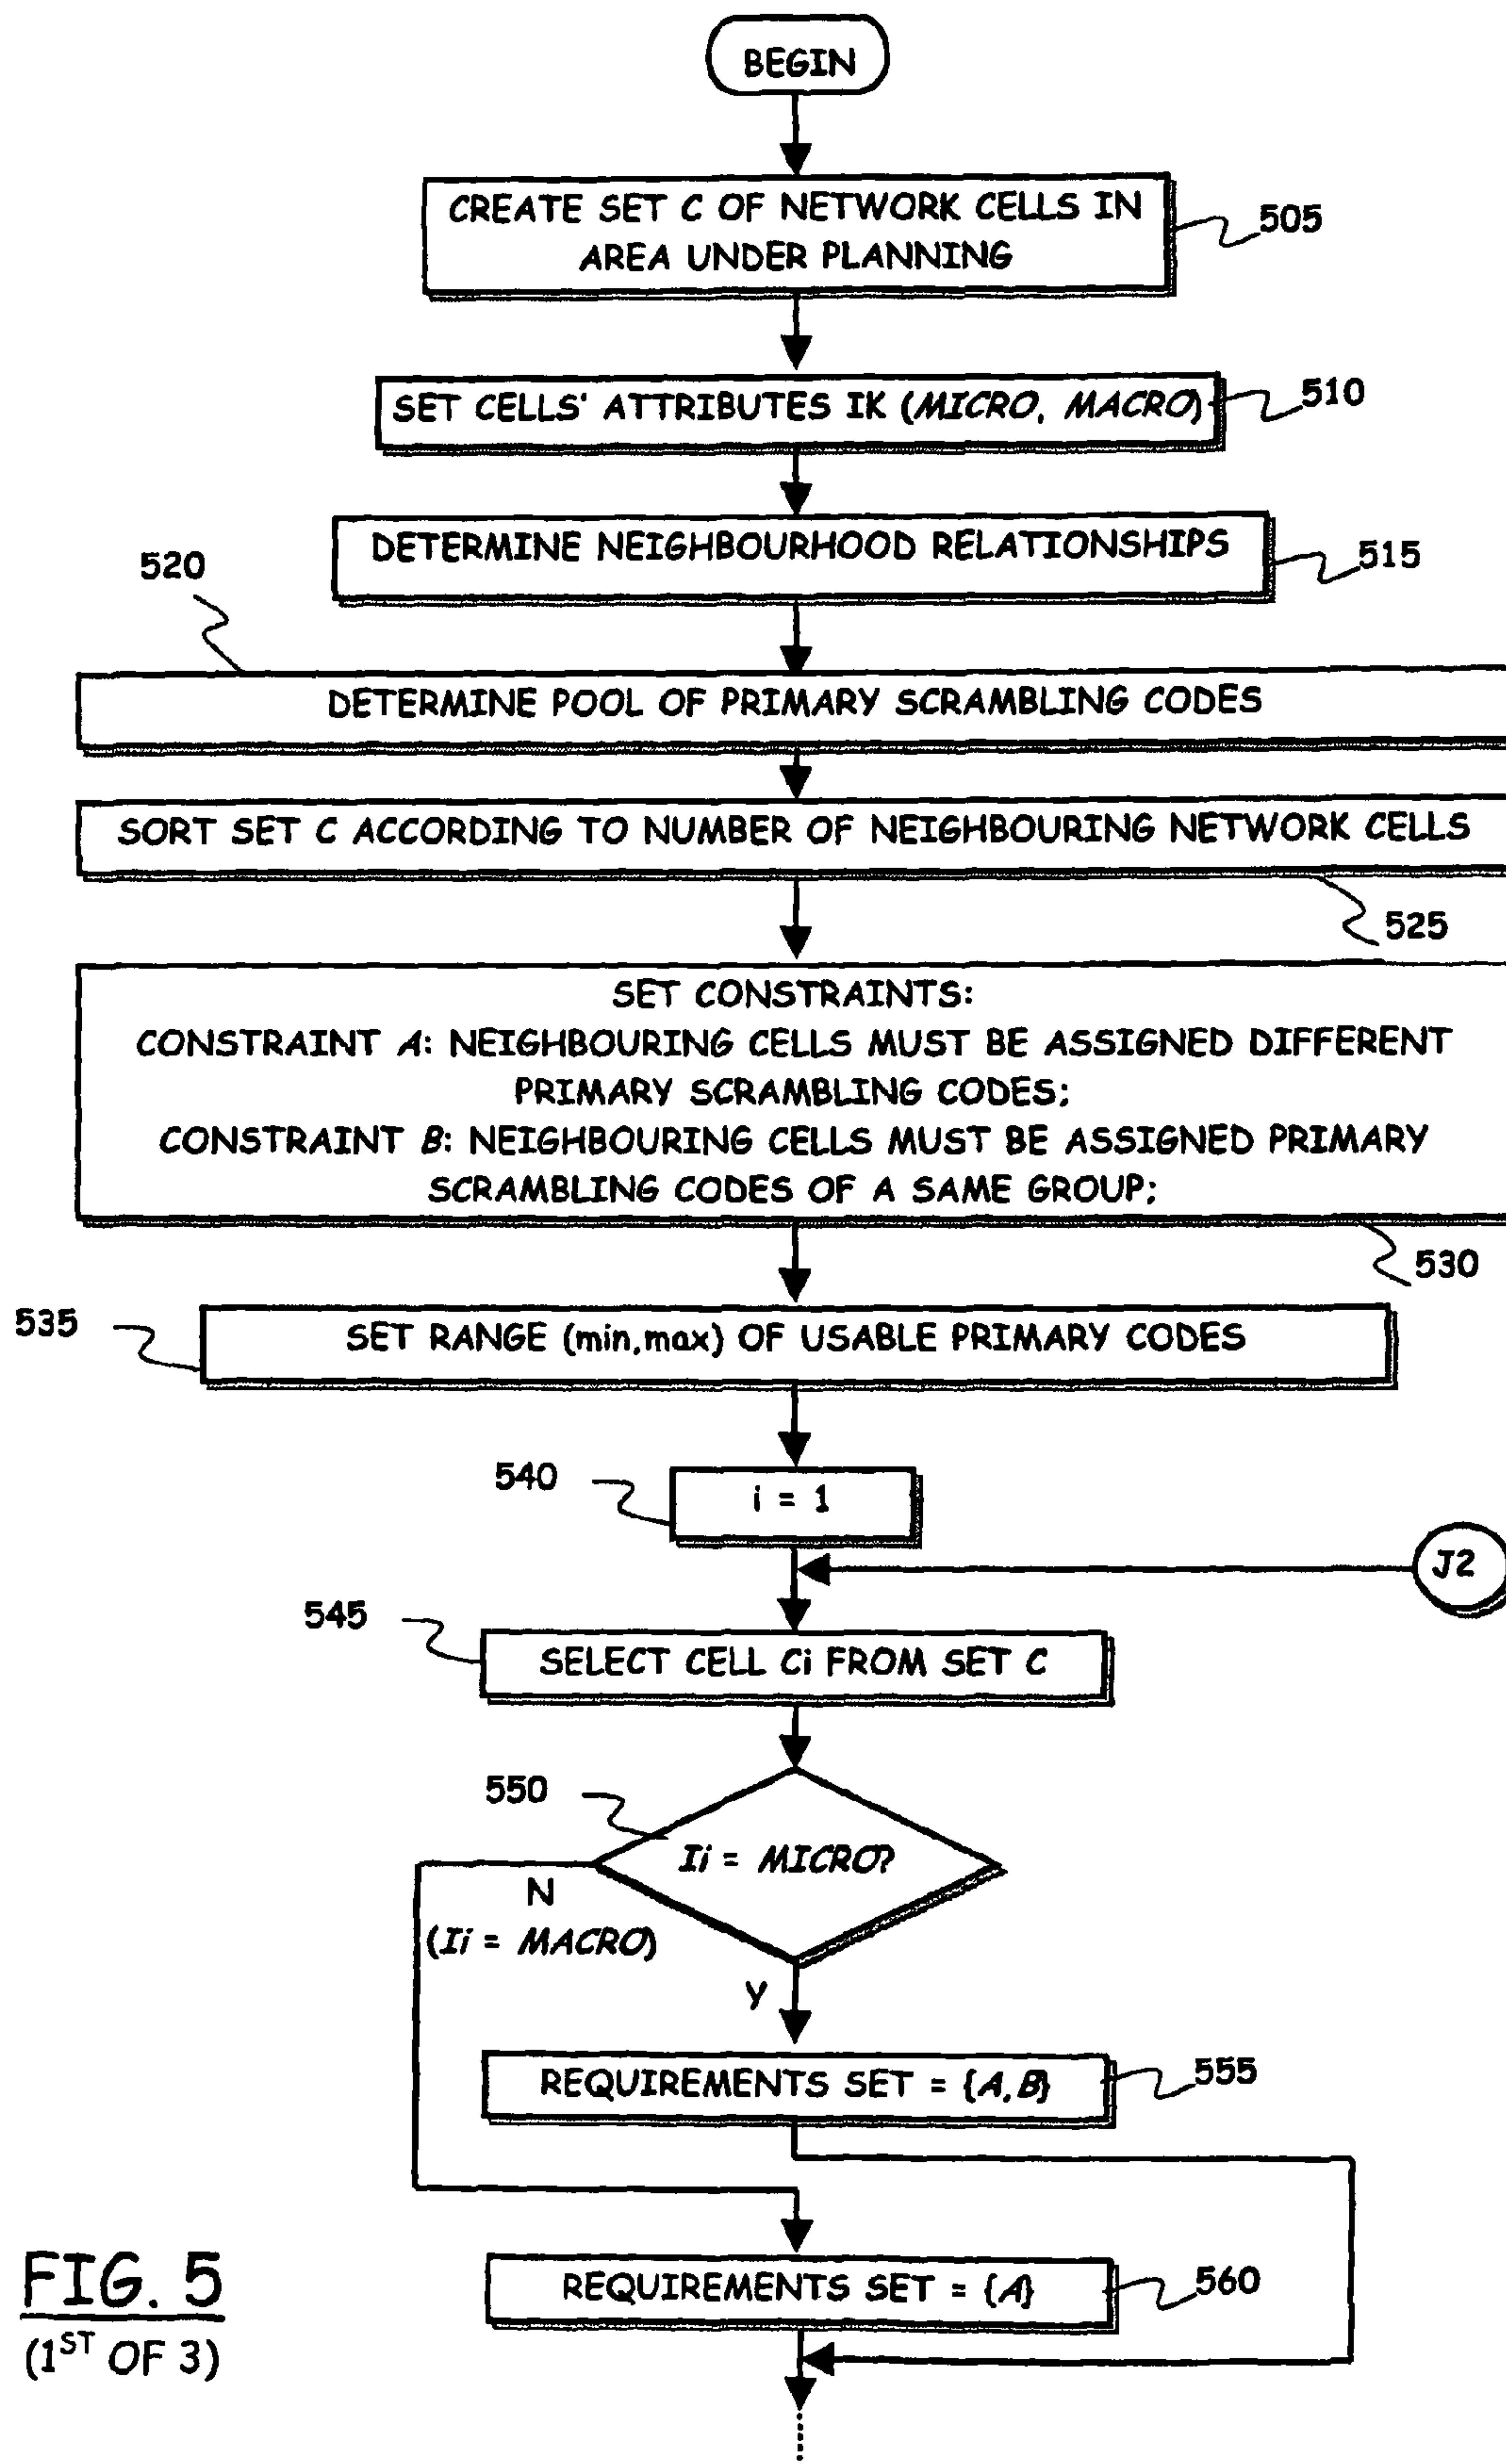 BEGIN
CREATE SET C OF NETWORK CELLS IN
AREA UNDER PLANNING
505
SET CELLS' ATTRIBUTES IK (MICRO, MACRO)
510
DETERMINE NEIGHBOURHOOD RELATIONSHIPS
515
520
DETERMINE POOL OF PRIMARY SCRAMBLING CODES
SORT SET C ACCORDING TO NUMBER OF NEIGHBOURING NETWORK CELLS
525
SET CONSTRAINTS:
CONSTRAINT A: NEIGHBOURING CELLS MUST BE ASSIGNED DIFFERENT
PRIMARY SCRAMBLING CODES;
CONSTRAINT B: NEIGHBOURING CELLS MUST BE ASSIGNED PRIMARY
SCRAMBLING CODES OF A SAME GROUP;
530
535
SET RANGE (min,max) OF USABLE PRIMARY CODES
540
i = 1
J2
545
SELECT CELL Ci FROM SET C
550
Ii = MICRO?
N
(Ii = MACRO)
Y
REQUIREMENTS SET = {A,B}
555
REQUIREMENTS SET = {A}
560
FIG. 5
(1ST OF 3)